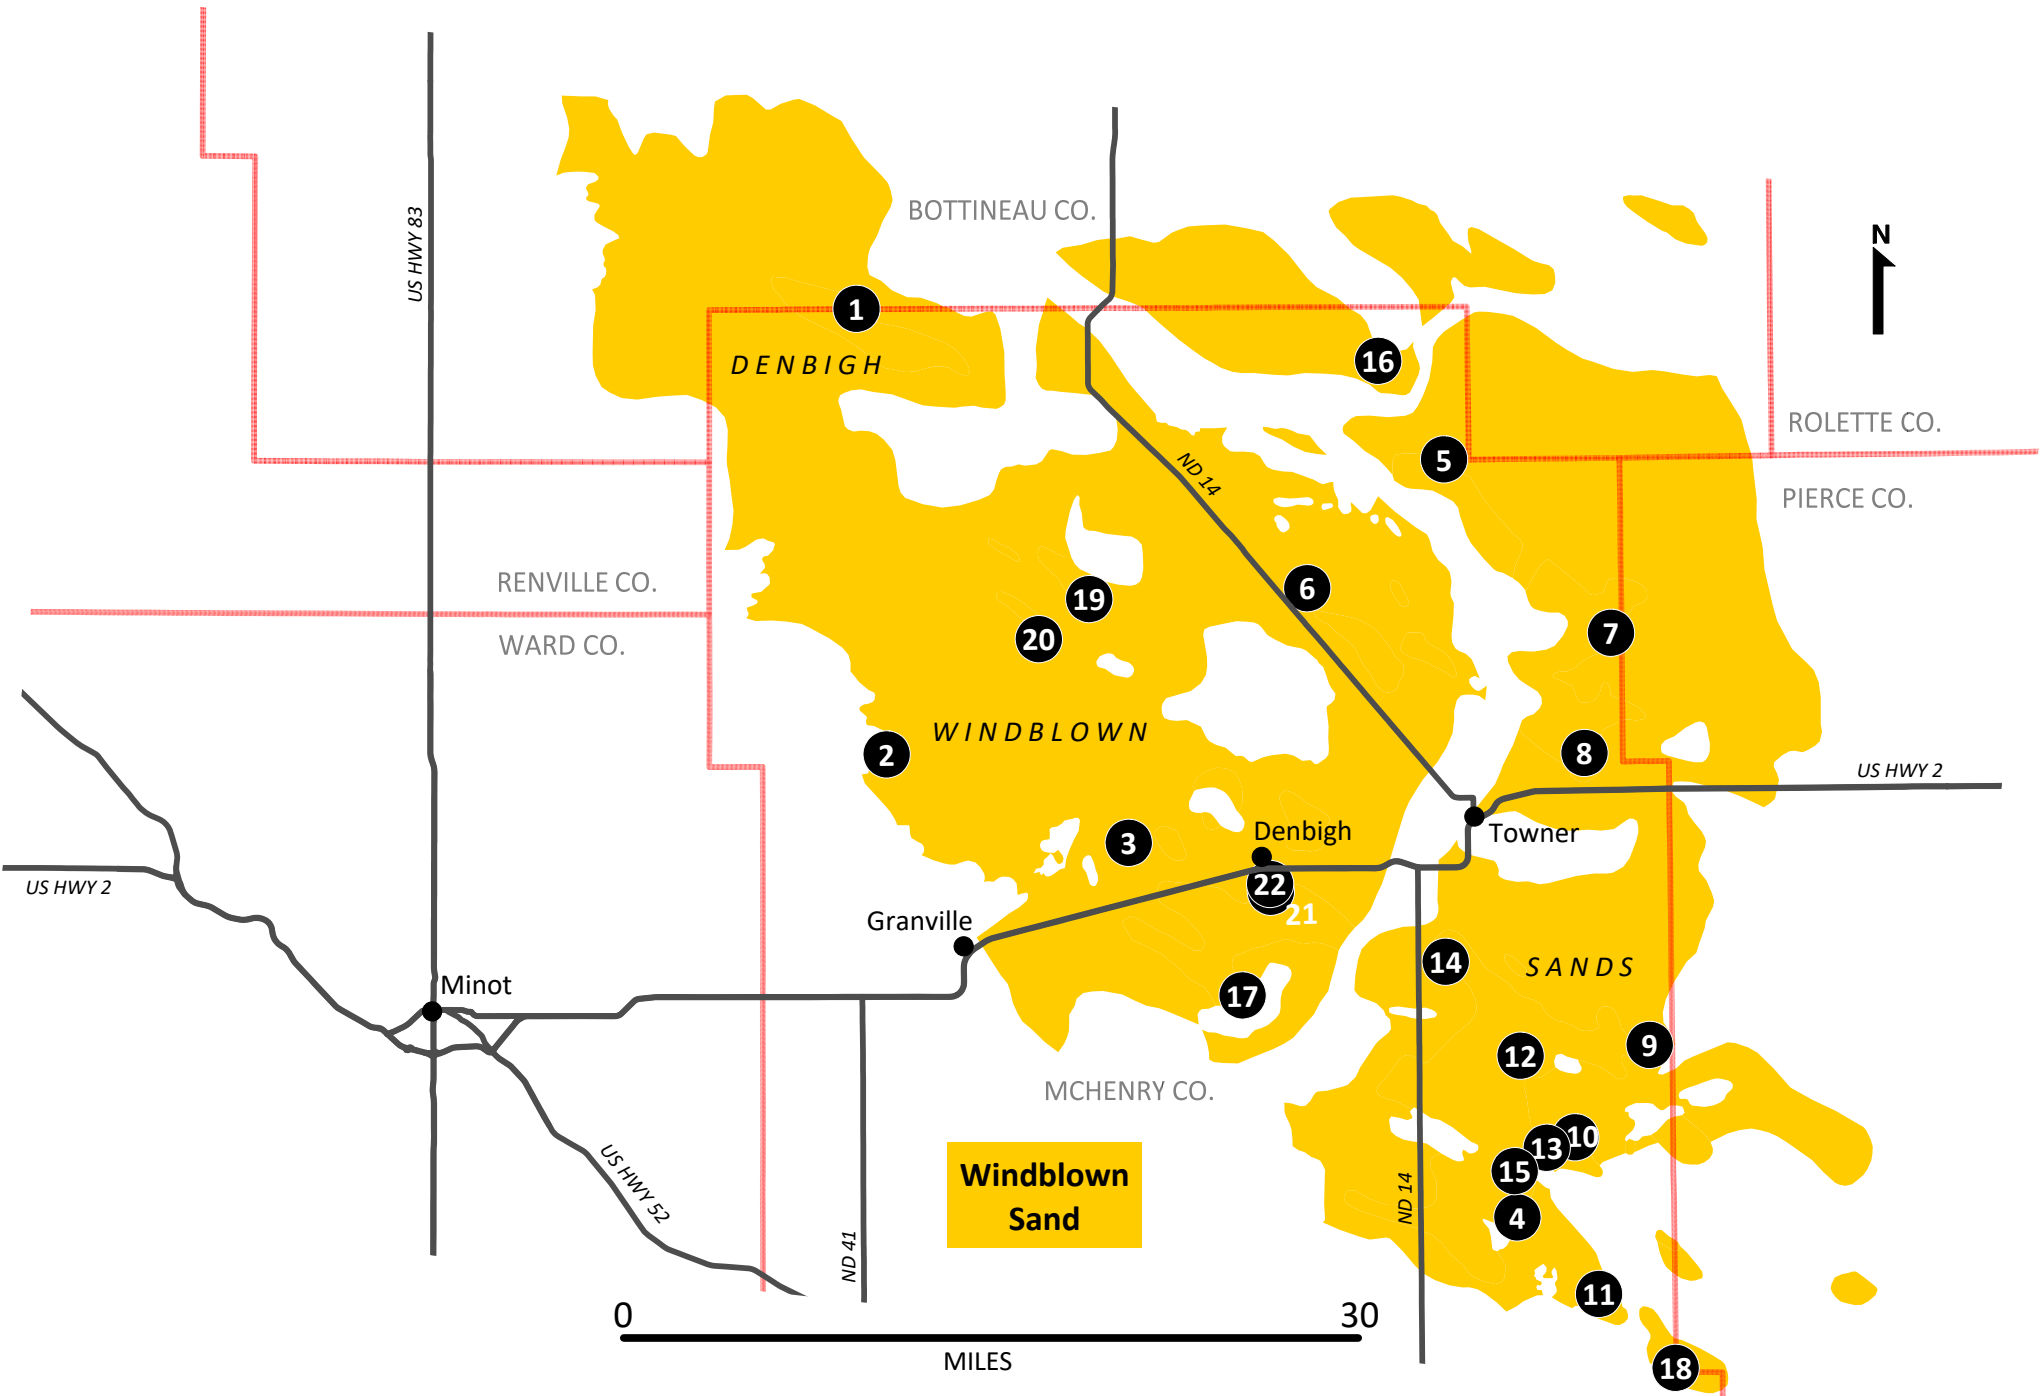 US HWY 83
BOTTINEAU CO.
N
1
DENBIGH
16
ROLETTE CO.
5
ND 14
PIERCE CO.
RENVILLE CO.
19
6
20
7
WARD CO.
WINDBLOWN
2
8
US HWY 2
3
Denbigh
Towner
US HWY 2
22
21
Granville
14
SANDS
Minot
17
9
12
MCHENRY CO.
10
13
15
Windblown
Sand
US HWY 52
ND 14
4
ND 41
11
0
30
MILES
18